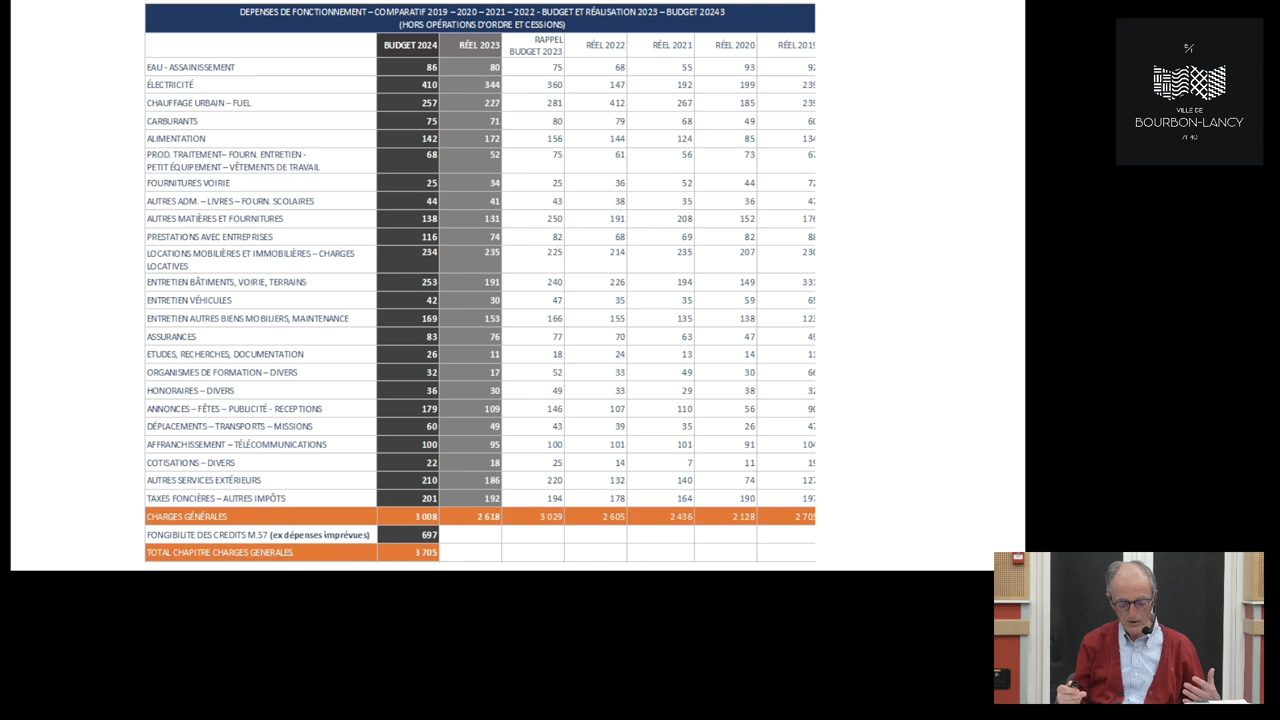 DEPENSES DE FONCTIONNEMENT – COMPARATIF 2019 – 2020 – 2021 – 2022 - BUDGET ET RÉALISATION 2023 – BUDGET 20243
(HORS OPÉRATIONS D'ORDRE ET CESSIONS)
BUDGET 2024 RÉEL 2023 RAPPEL BUDGET 2023 RÉEL 2022 RÉEL 2021 RÉEL 2020 RÉEL 2019
EAU - ASSAINISSEMENT 86 80 75 68 55 93
ÉLECTRICITÉ 410 344 360 147 192 199
CHAUFFAGE URBAIN – FUEL 257 227 281 412 267 185
CARBURANTS 75 71 80 79 68 49
ALIMENTATION 142 172 156 144 124 85
PROD. TRAITEMENT– FOURN. ENTRETIEN - 68 52 75 61 56 73
PETIT ÉQUIPEMENT – VÊTEMENTS DE TRAVAIL
FOURNITURES VOIRIE 25 34 25 36 52 44
AUTRES ADM. – LIVRES – FOURN. SCOLAIRES 44 41 43 38 35 36
AUTRES MATIÈRES ET FOURNITURES 138 131 250 191 208 152
PRESTATIONS AVEC ENTREPRISES 116 74 82 68 69 82
LOCATIONS MOBILIÈRES ET IMMOBILIÈRES – CHARGES 234 235 225 214 235 207
LOCATIVES
ENTRETIEN BÂTIMENTS, VOIRIE, TERRAINS 253 191 240 226 194 149
ENTRETIEN VÉHICULES 42 30 47 35 35 59
ENTRETIEN AUTRES BIENS MOBILIERS, MAINTENANCE 169 153 166 155 135 138
ASSURANCES 83 76 77 70 63 47
ETUDES, RECHERCHES, DOCUMENTATION 26 11 18 24 13 14
ORGANISMES DE FORMATION – DIVERS 32 17 52 33 49 30
HONORAIRES – DIVERS 36 30 49 33 29 38
ANNONCES – FÊTES – PUBLICITÉ - RECEPTIONS 179 109 146 107 110 56
DÉPLACEMENTS – TRANSPORTS – MISSIONS 60 49 43 39 35 26
AFFRANCHISSEMENT – TÉLÉCOMMUNICATIONS 100 95 100 101 101 91
COTISATIONS – DIVERS 22 18 25 14 7 11
AUTRES SERVICES EXTÉRIEURS 210 186 220 132 140 74
TAXES FONCIÈRES – AUTRES IMPÔTS 201 192 194 178 164 190
CHARGES GÉNÉRALES 3 008 2 618 3 029 2 605 2 436 2 128
FONGIBILITE DES CREDITS M.57 (ex dépenses imprévues) 697
TOTAL CHAPITRE CHARGES GENERALES 3 705
VILLE DE
BOURBON-LANCY